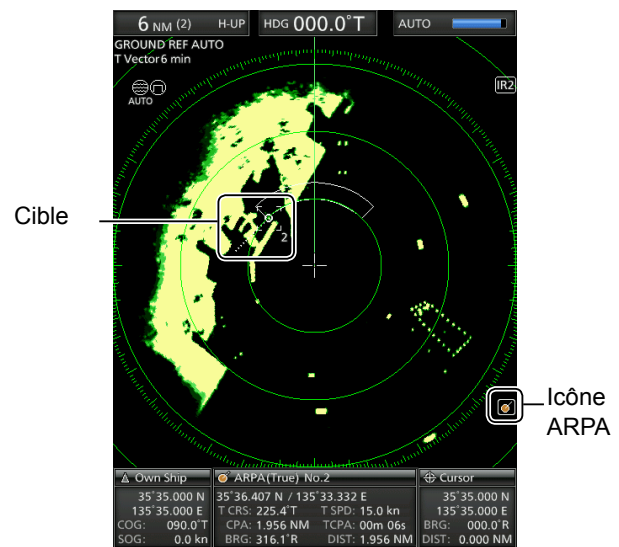 6 NM (2) H-UP HDG 000.0°T AUTO
GROUND REF AUTO
T Vector 6 min
IR2
AUTO
Cible
2
Icône
ARPA
Own Ship
35°35.000 N
135°35.000 E
COG: 090.0°T
SOG: 0.0 kn
ARPA(True) No.2
35°36.407 N / 135°33.332 E
T CRS: 225.4°T T SPD: 15.0 kn
CPA: 1.956 NM TCPA: 00m 06s
BRG: 316.1°R DIST: 1.956 NM
Cursor
35°35.000 N
135°35.000 E
BRG: 000.0°R
DIST: 0.000 NM